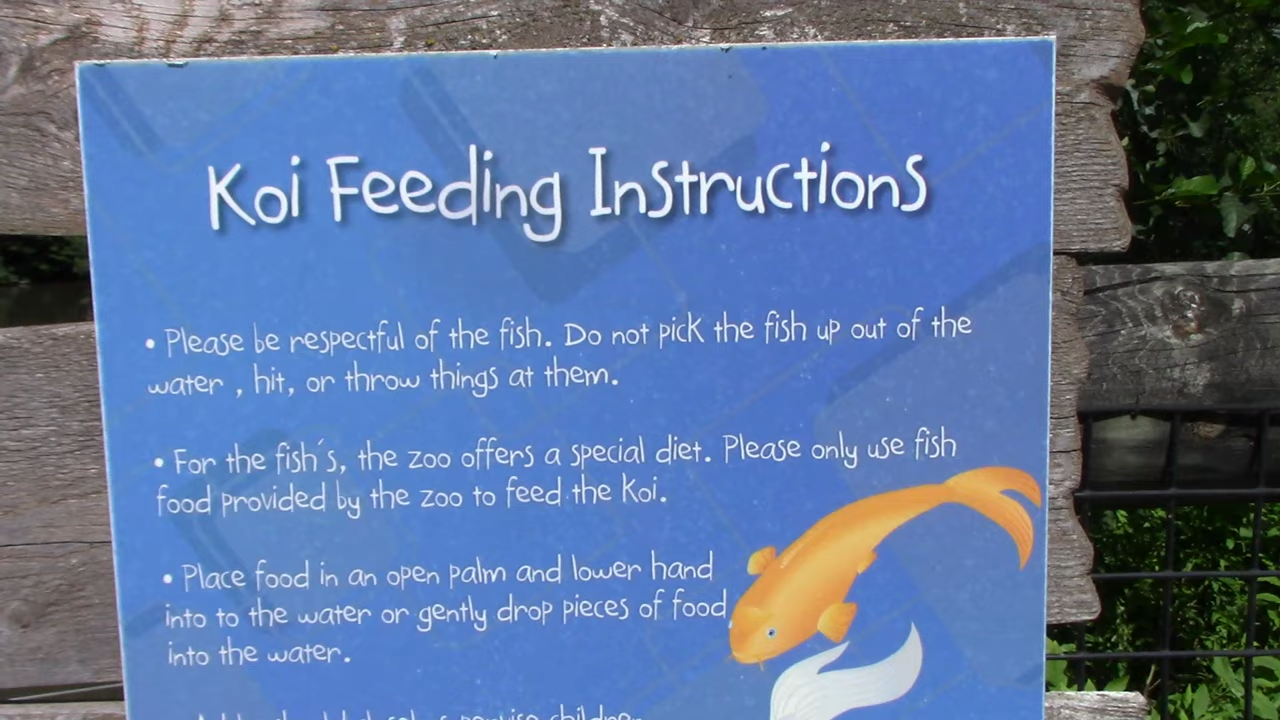 Koi Feeding Instructions
• Please be respectful of the fish. Do not pick the fish up out of the
water , hit, or throw things at them.
• For the fish's, the zoo offers a special diet. Please only use fish
food provided by the zoo to feed the Koi.
• Place food in an open palm and lower hand
into to the water or gently drop pieces of food
into the water.
children